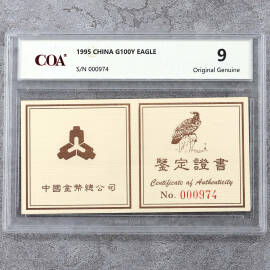 COA
1995 CHINA G100Y EAGLE
S/N 000974
9
Original Genuine
中國金幣總公司
鑒定證書
Certificate of Authenticity
No. 000974